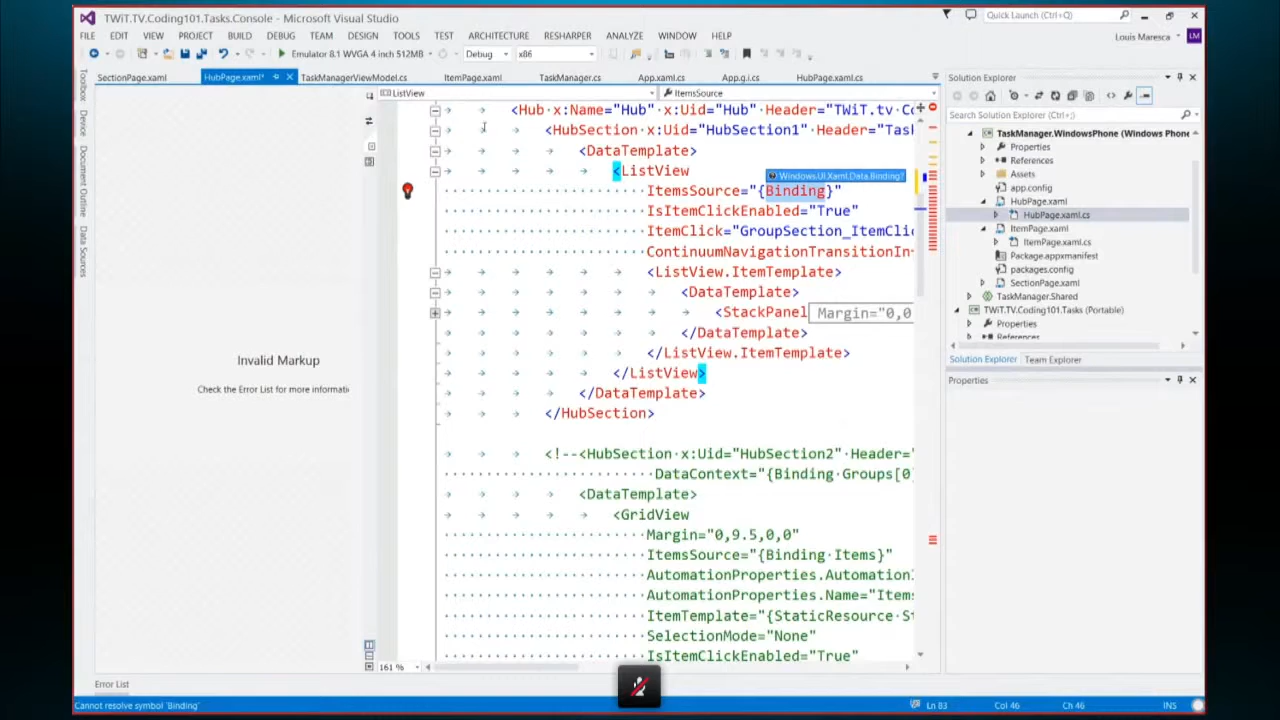 TWiT.TV.Coding101.Tasks.Console - Microsoft Visual Studio
Quick Launch (Ctrl+;)
FILE EDIT VIEW PROJECT BUILD DEBUG TEAM TOOLS TEST DESIGN ARCHITECTURE RESHARPER ANALYZE WINDOW HELP
Louis Maresca LM
Emulator 8.1 WVGA 4 inch 512MB Debug x86
SectionPage.xaml HubPage.xaml* TaskManagerViewModel.cs ItemPage.xaml TaskManager.cs App.xaml.cs App.g.i.cs HubPage.xaml.cs
Toolbox
Device
Document Outline
Data Sources
Invalid Markup
Check the Error List for more informati
ListView ItemsSource
<Hub x:Name="Hub" x:Uid="Hub" Header="TWiT.tv Co
<HubSection x:Uid="HubSection1" Header="Task
<DataTemplate>
<ListView
Windows.UI.Xaml.Data.Binding?
ItemsSource="{Binding}"
IsItemClickEnabled="True"
ItemClick="GroupSection_ItemClic
ContinuumNavigationTransitionIn
<ListView.ItemTemplate>
<DataTemplate>
<StackPanel Margin="0,0
</DataTemplate>
</ListView.ItemTemplate>
</ListView>
</DataTemplate>
</HubSection>
<!--<HubSection x:Uid="HubSection2" Header="
DataContext="{Binding Groups[0]
<DataTemplate>
<GridView
Margin="0,9.5,0,0"
ItemsSource="{Binding Items}"
AutomationProperties.Automation
AutomationProperties.Name="Items
ItemTemplate="{StaticResource St
SelectionMode="None"
IsItemClickEnabled="True"
161 %
Solution Explorer
Search Solution Explorer (Ctrl+;)
TaskManager.WindowsPhone (Windows Phone
Properties
References
Assets
app.config
HubPage.xaml
HubPage.xaml.cs
ItemPage.xaml
ItemPage.xaml.cs
Package.appxmanifest
packages.config
SectionPage.xaml
TaskManager.Shared
TWiT.TV.Coding101.Tasks (Portable)
Properties
References
Solution Explorer Team Explorer
Properties
Error List
Cannot resolve symbol 'Binding' Ln 83 Col 46 Ch 46 INS